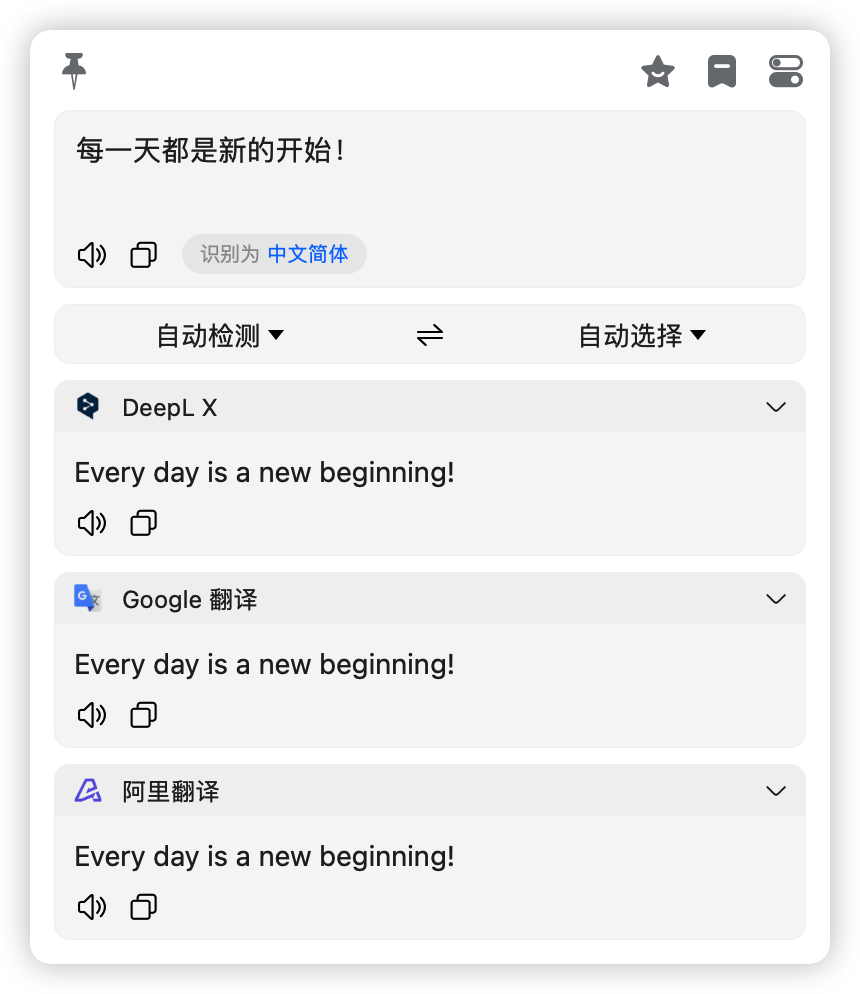 每一天都是新的开始！
识别为 中文简体
自动检测 自动选择
DeepL X
Every day is a new beginning!
Google 翻译
Every day is a new beginning!
阿里翻译
Every day is a new beginning!